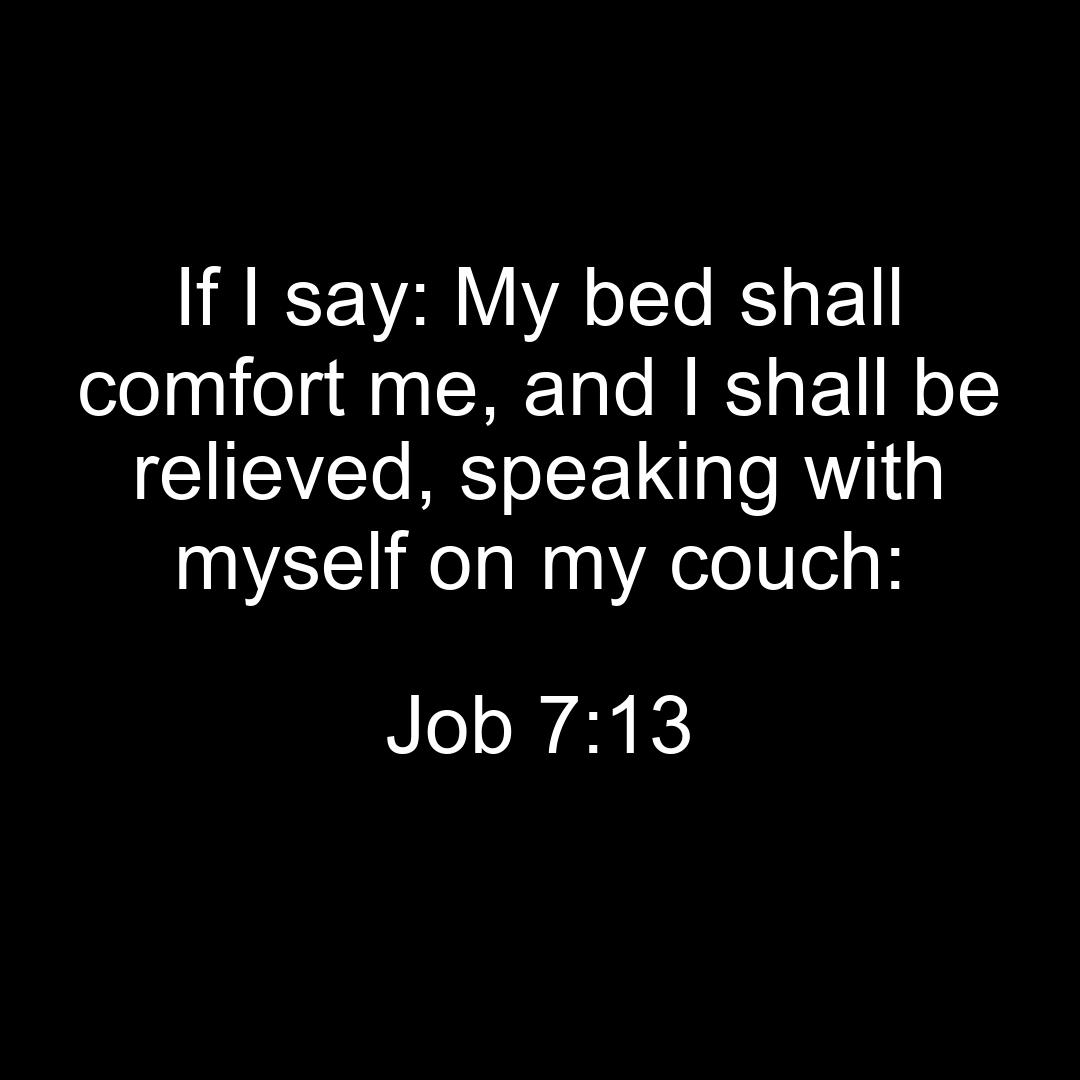 If I say: My bed shall
comfort me, and I shall be
relieved, speaking with
myself on my couch:
Job 7:13